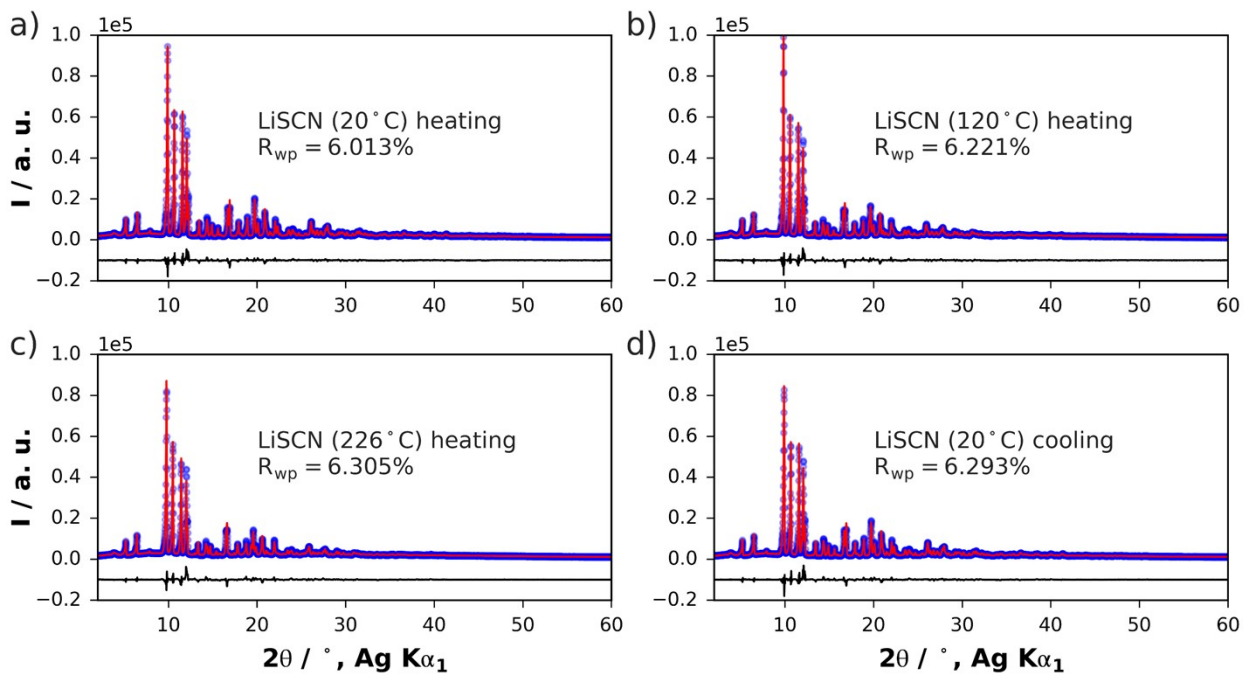 a)
1e5
1.0
0.8
0.6
0.4
0.2
0.0
−0.2
I / a. u.
LiSCN (20°C) heating
Rwp = 6.013%
10 20 30 40 50 60
b)
1e5
1.0
0.8
0.6
0.4
0.2
0.0
−0.2
LiSCN (120°C) heating
Rwp = 6.221%
10 20 30 40 50 60
c)
1e5
1.0
0.8
0.6
0.4
0.2
0.0
−0.2
I / a. u.
LiSCN (226°C) heating
Rwp = 6.305%
10 20 30 40 50 60
2θ / °, Ag Kα1
d)
1e5
1.0
0.8
0.6
0.4
0.2
0.0
−0.2
LiSCN (20°C) cooling
Rwp = 6.293%
10 20 30 40 50 60
2θ / °, Ag Kα1